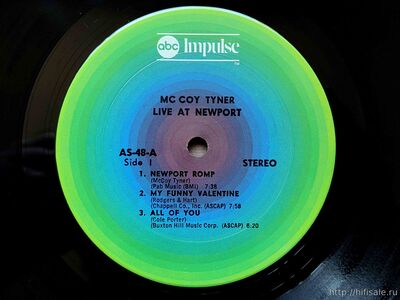 abc Impulse
TM
MC COY TYNER
LIVE AT NEWPORT
AS-48-A
Side I
STEREO
1. NEWPORT ROMP
(McCoy Tyner)
(Pab Music (BMI) 7:38
2. MY FUNNY VALENTINE
(Rodgers & Hart)
(Chappell Co., Inc. (ASCAP) 7:58
3. ALL OF YOU
(Cole Porter)
(Buxton Hill Music Corp. (ASCAP) 6:20
http://hifisale.ru